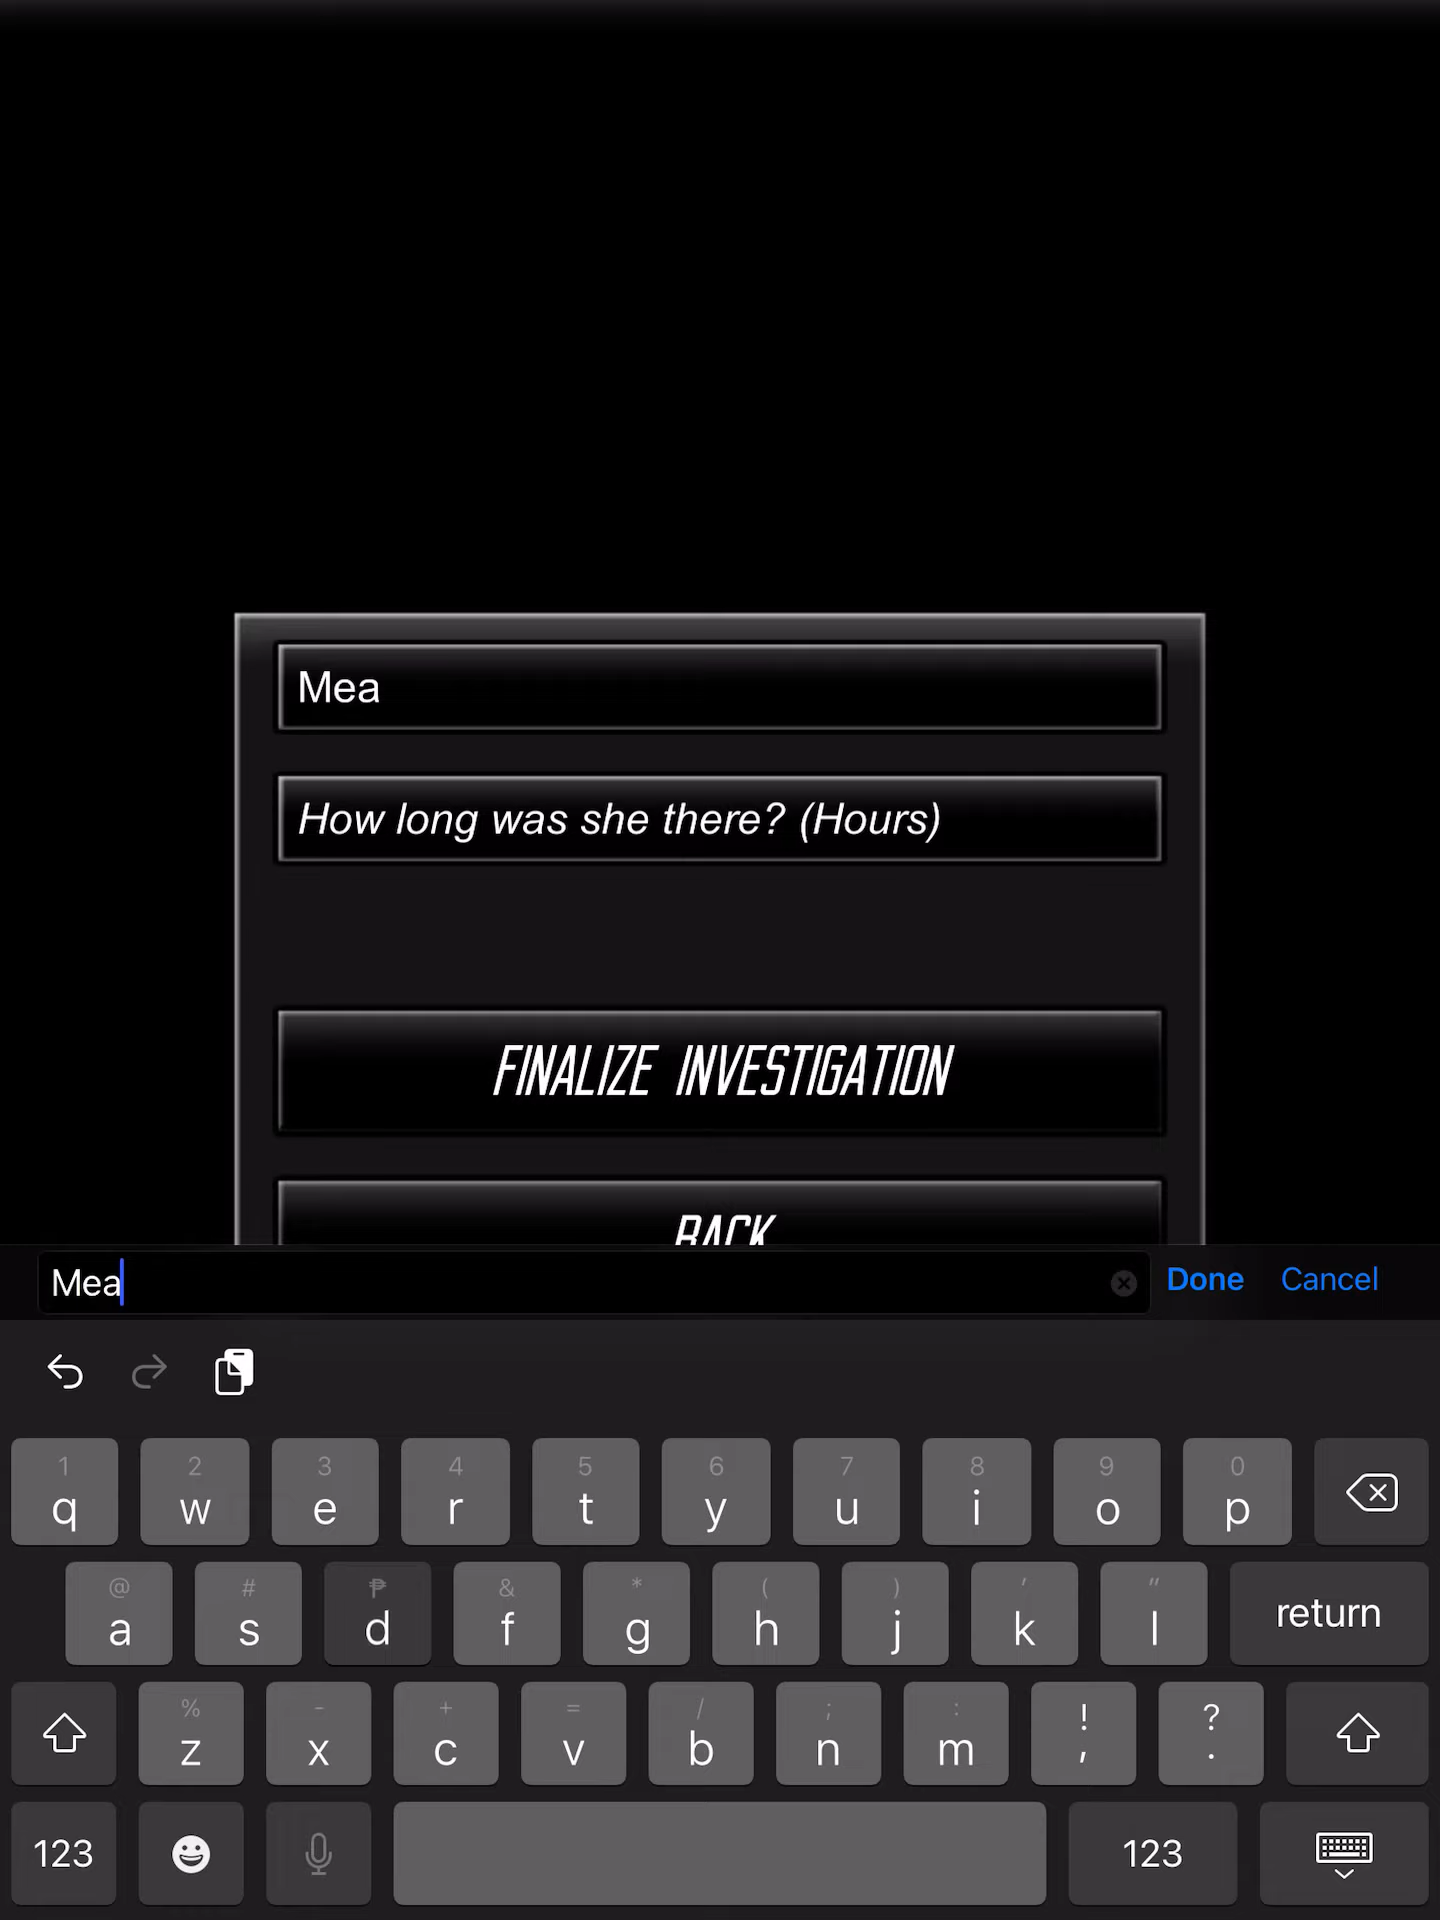 Mea
How long was she there? (Hours)
FINALIZE INVESTIGATION
BACK
Mea
Done
Cancel
1 2 3 4 5 6 7 8 9 0
q w e r t y u i o p
@ # ₱ & * ( ) ' "
a s d f g h j k l return
% - + = / ; : ! ?
z x c v b n m , .
123 123